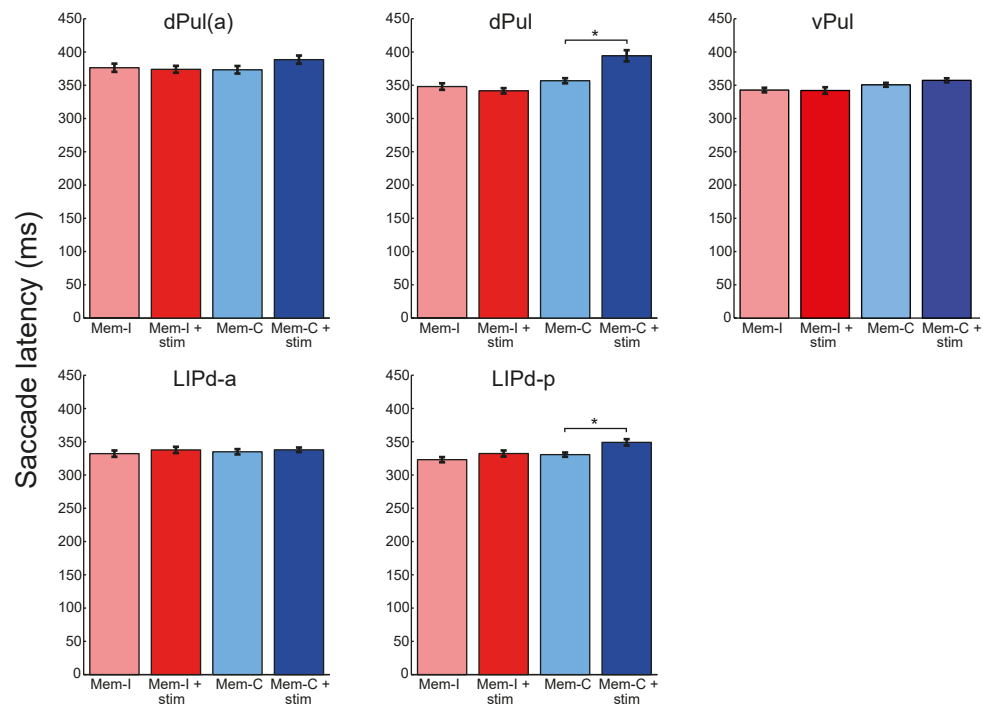 dPul(a)
dPul
vPul
Saccade latency (ms)
450
400
350
300
250
200
150
100
50
0
Mem-I
Mem-I +
stim
Mem-C
Mem-C +
stim
450
400
350
300
250
200
150
100
50
0
*
Mem-I
Mem-I +
stim
Mem-C
Mem-C +
stim
450
400
350
300
250
200
150
100
50
0
Mem-I
Mem-I +
stim
Mem-C
Mem-C +
stim
LIPd-a
LIPd-p
450
400
350
300
250
200
150
100
50
0
Mem-I
Mem-I +
stim
Mem-C
Mem-C +
stim
450
400
350
300
250
200
150
100
50
0
*
Mem-I
Mem-I +
stim
Mem-C
Mem-C +
stim